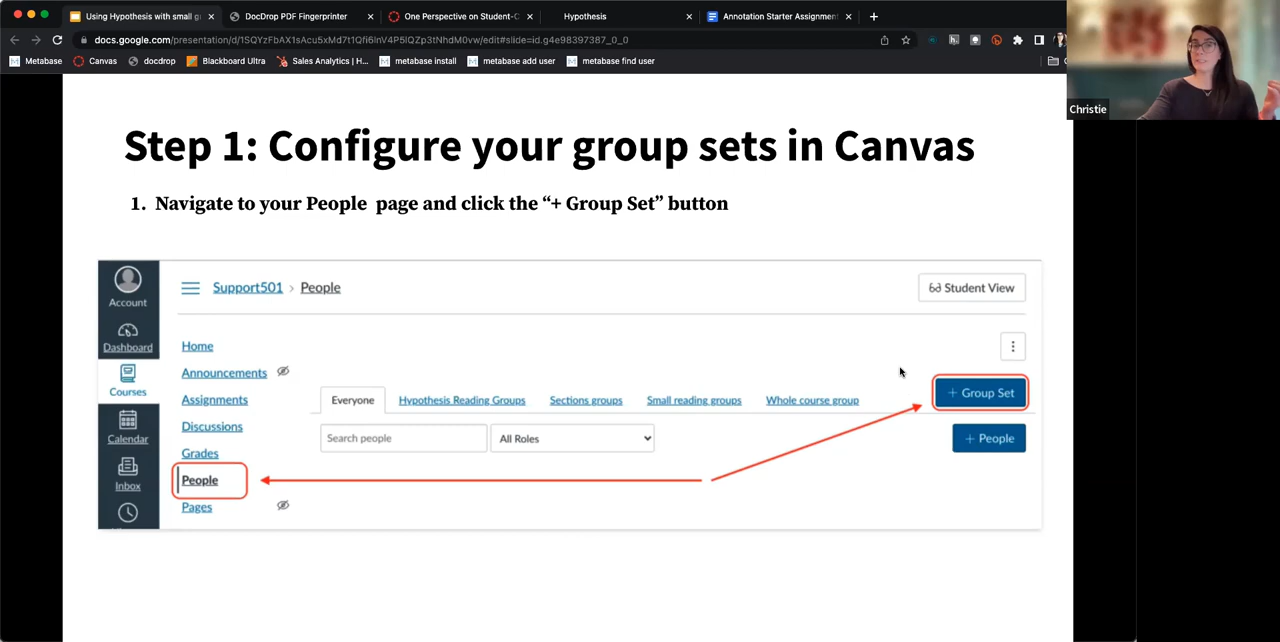 Using Hypothesis with small g
DocDrop PDF Fingerprinter
One Perspective on Student-C
Hypothesis
Annotation Starter Assignment
docs.google.com/presentation/d/1SQYzFbAX1sAcu5xMd7t1Qfi6lnV4P5lQZp3tNhdM0vw/edit#slide=id.g4e98397387_0_0
Metabase
Canvas
docdrop
Blackboard Ultra
Sales Analytics | H...
metabase install
metabase add user
metabase find user
Christie
Step 1: Configure your group sets in Canvas
1. Navigate to your People page and click the “+ Group Set” button
Account
Dashboard
Courses
Calendar
Inbox
Support501 › People
Student View
Home
Announcements
Assignments
Discussions
Grades
People
Pages
Everyone
Hypothesis Reading Groups
Sections groups
Small reading groups
Whole course group
+ Group Set
Search people
All Roles
+ People